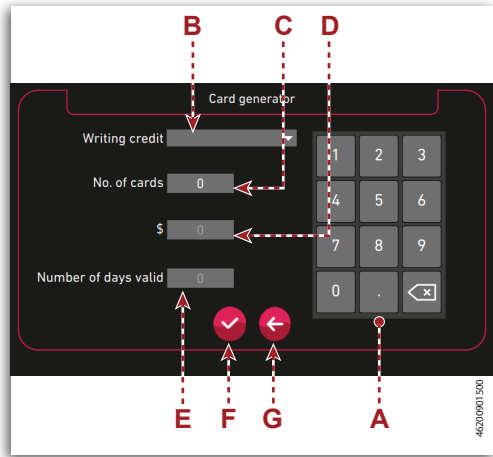 B C D
Card generator
Writing credit
1 2 3
No. of cards 0
4 5 6
$ 0
7 8 9
Number of days valid 0
0 .
E F G A
46200901500